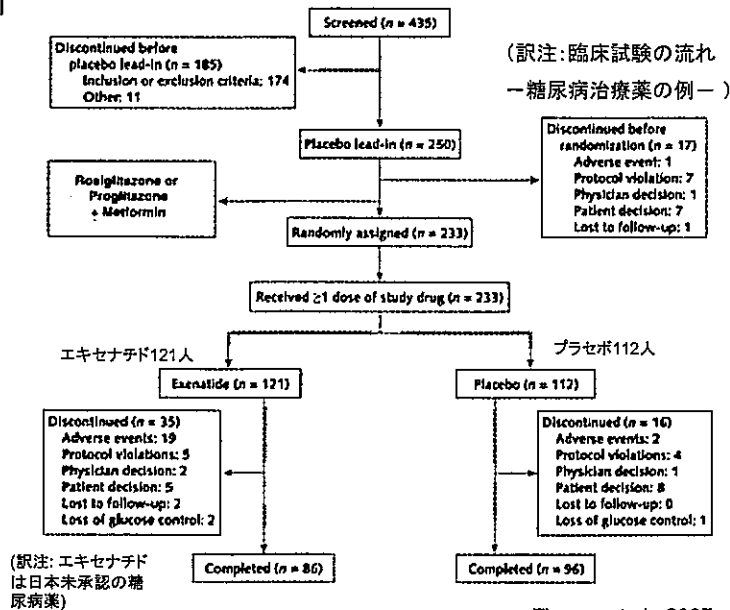 Screened (n = 435)
Discontinued before
placebo lead-in (n = 185)
Inclusion or exclusion criteria: 174
Other: 11
(訳注:臨床試験の流れ
ー糖尿病治療薬の例ー)
Placebo lead-in (n = 250)
Discontinued before
randomization (n = 17)
Adverse event: 1
Protocol violation: 7
Physician decision: 1
Patient decision: 7
Lost to follow-up: 1
Rosiglitazone or
Proglitazone
± Metformin
Randomly assigned (n = 233)
Received ≥1 dose of study drug (n = 233)
エキセナチド121人
プラセボ112人
Exenatide (n = 121)
Placebo (n = 112)
Discontinued (n = 35)
Adverse events: 19
Protocol violations: 5
Physician decision: 2
Patient decision: 5
Lost to follow-up: 2
Loss of glucose control: 2
Discontinued (n = 16)
Adverse events: 2
Protocol violations: 4
Physician decision: 1
Patient decision: 8
Lost to follow-up: 0
Loss of glucose control: 1
(訳注: エキセナチド
は日本未承認の糖
尿病薬)
Completed (n = 86)
Completed (n = 96)